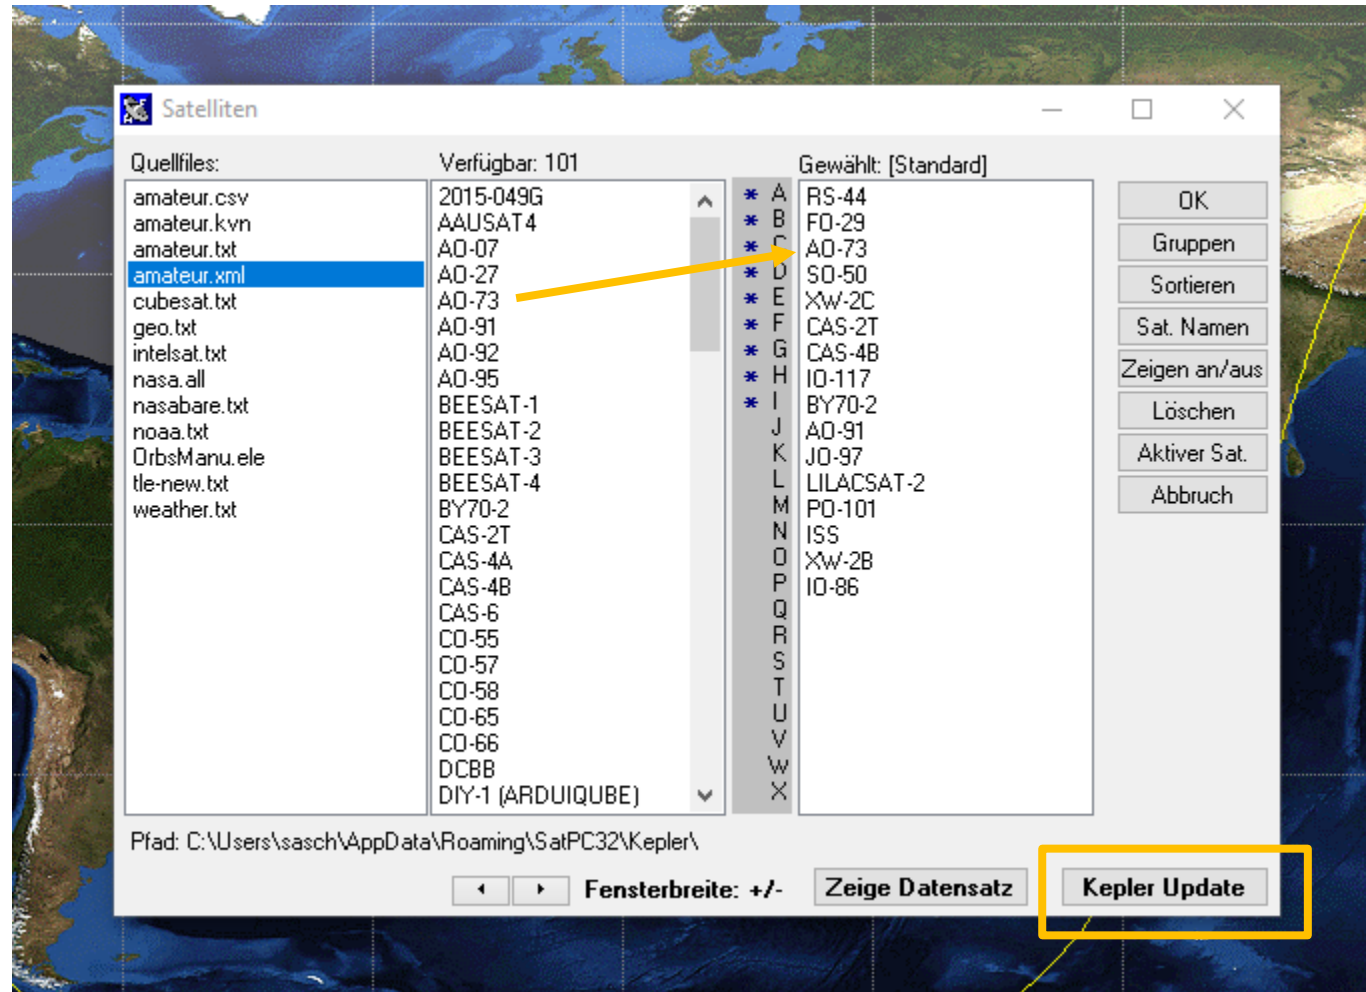 Satelliten
Quellfiles:
amateur.csv
amateur.kvn
amateur.txt
amateur.xml
cubesat.txt
geo.txt
intelsat.txt
nasa.all
nasabare.txt
noaa.txt
OrbsManu.ele
tle-new.txt
weather.txt
Verfügbar: 101
2015-049G
AAUSAT4
AO-07
AO-27
AO-73
AO-91
AO-92
AO-95
BEESAT-1
BEESAT-2
BEESAT-3
BEESAT-4
BY70-2
CAS-2T
CAS-4A
CAS-4B
CAS-6
CO-55
CO-57
CO-58
CO-65
CO-66
DCBB
DIY-1 (ARDUIQUBE)
* A
* B
* C
* D
* E
* F
* G
* H
* I
J
K
L
M
N
O
P
Q
R
S
T
U
V
W
X
Gewählt: [Standard]
RS-44
FO-29
AO-73
SO-50
XW-2C
CAS-2T
CAS-4B
IO-117
BY70-2
AO-91
JO-97
LILACSAT-2
PO-101
ISS
XW-2B
IO-86
OK
Gruppen
Sortieren
Sat. Namen
Zeigen an/aus
Löschen
Aktiver Sat.
Abbruch
Pfad: C:\Users\sasch\AppData\Roaming\SatPC32\Kepler\
Fensterbreite: +/-
Zeige Datensatz
Kepler Update